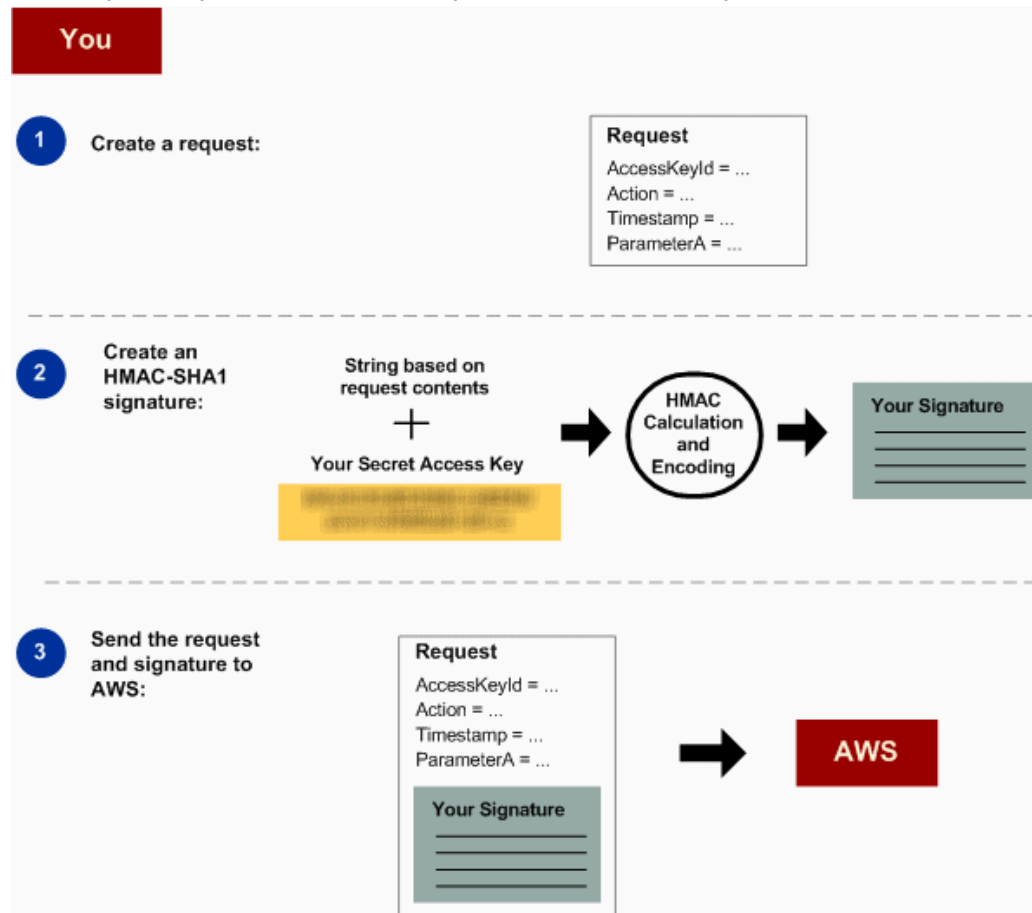 You
1
Create a request:
Request
AccessKeyId = ...
Action = ...
Timestamp = ...
ParameterA = ...
2
Create an
HMAC-SHA1
signature:
String based on
request contents
+
Your Secret Access Key
HMAC
Calculation
and
Encoding
Your Signature
3
Send the request
and signature to
AWS:
Request
AccessKeyId = ...
Action = ...
Timestamp = ...
ParameterA = ...
Your Signature
AWS